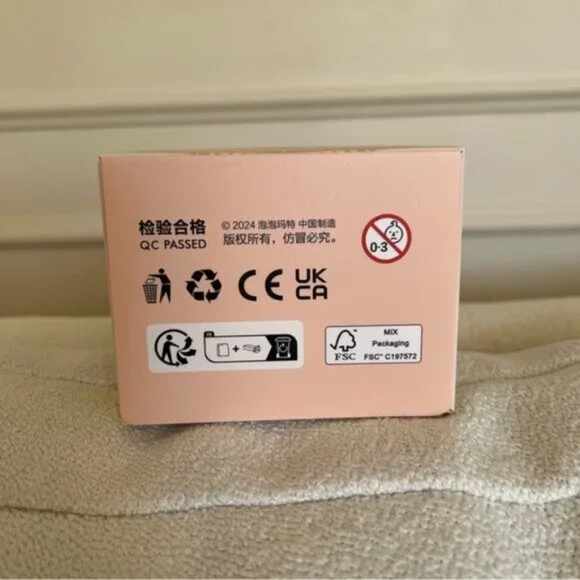 检验合格
QC PASSED
© 2024 泡泡玛特 中国制造
版权所有，仿冒必究。
0-3
CE
UK
CA
+
FSC
MIX
Packaging
FSC® C197572